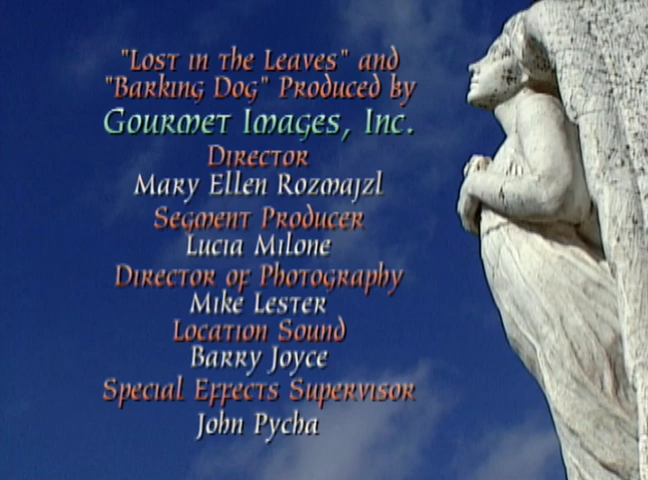 "Lost in the Leaves" and
"Barking Dog" Produced by
Gourmet Images, Inc.
Director
Mary Ellen Rozmajzl
Segment Producer
Lucia Milone
Director of Photography
Mike Lester
Location Sound
Barry Joyce
Special Effects Supervisor
John Pycha